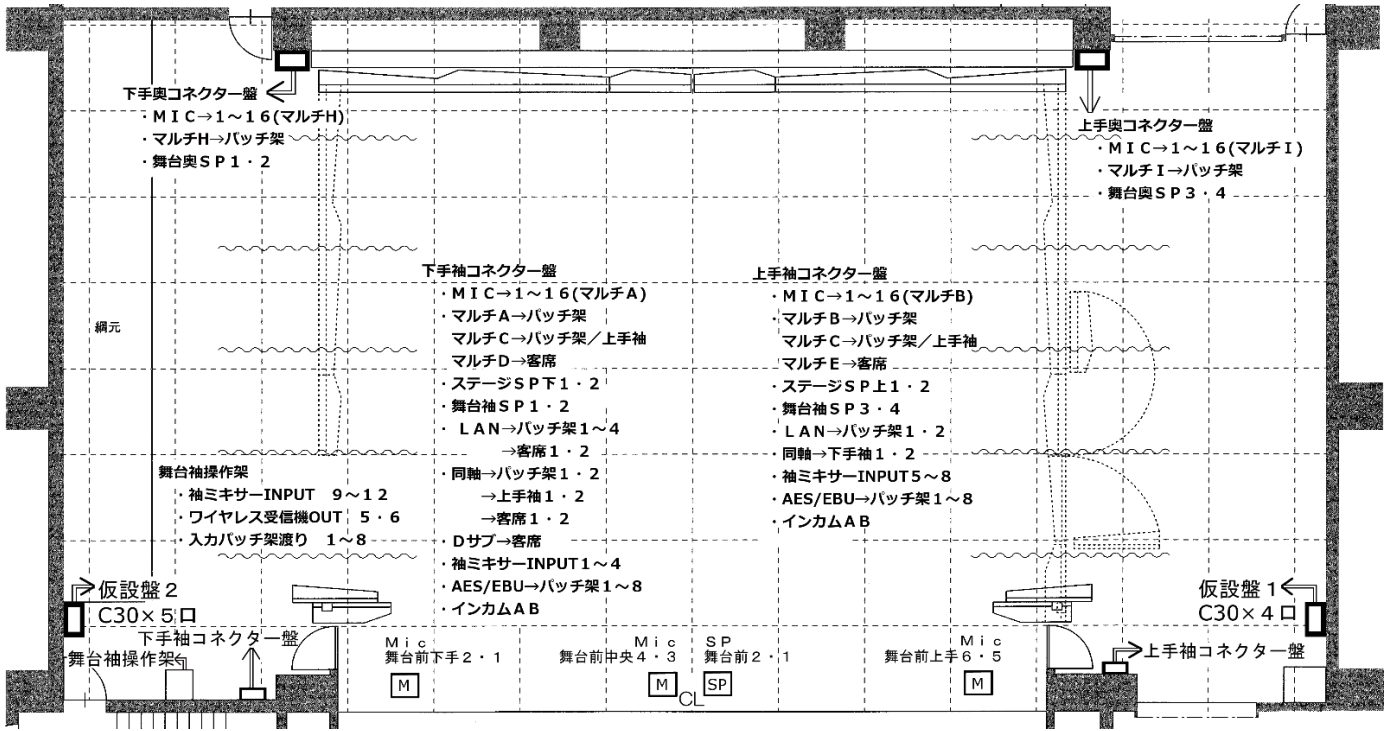 下手奥コネクター盤
・ＭＩＣ→１～１６(マルチH)
・マルチH→パッチ架
・舞台奥ＳＰ１・２
上手奥コネクター盤
・ＭＩＣ→１～１６(マルチＩ)
・マルチＩ→パッチ架
・舞台奥ＳＰ３・４
綱元
下手袖コネクター盤
・ＭＩＣ→１～１６(マルチA)
・マルチA→パッチ架
マルチC→パッチ架／上手袖
マルチD→客席
・ステージＳＰ下１・２
・舞台袖ＳＰ１・２
・ＬＡＮ→パッチ架１～４
→客席１・２
・同軸→パッチ架１・２
→上手袖１・２
→客席１・２
・Ｄサブ→客席
・袖ミキサーINPUT１～４
・AES/EBU→パッチ架１～８
・インカムＡＢ
上手袖コネクター盤
・ＭＩＣ→１～１６(マルチB)
・マルチＢ→パッチ架
マルチC→パッチ架／上手袖
マルチＥ→客席
・ステージＳＰ上１・２
・舞台袖ＳＰ３・４
・ＬＡＮ→パッチ架１・２
・同軸→下手袖１・２
・袖ミキサーINPUT５～８
・AES/EBU→パッチ架１～８
・インカムＡＢ
舞台袖操作架
・袖ミキサーINPUT　９～１２
・ワイヤレス受信機OUT　５・６
・入力パッチ架渡り　１～８
仮設盤２
C30×５口
下手袖コネクター盤
舞台袖操作架
仮設盤１
C30×４口
上手袖コネクター盤
Ｍｉｃ
舞台前下手２・１
M
Ｍｉｃ
舞台前中央４・３
M
ＳＰ
舞台前２・１
SP
CL
Ｍｉｃ
舞台前上手６・５
M